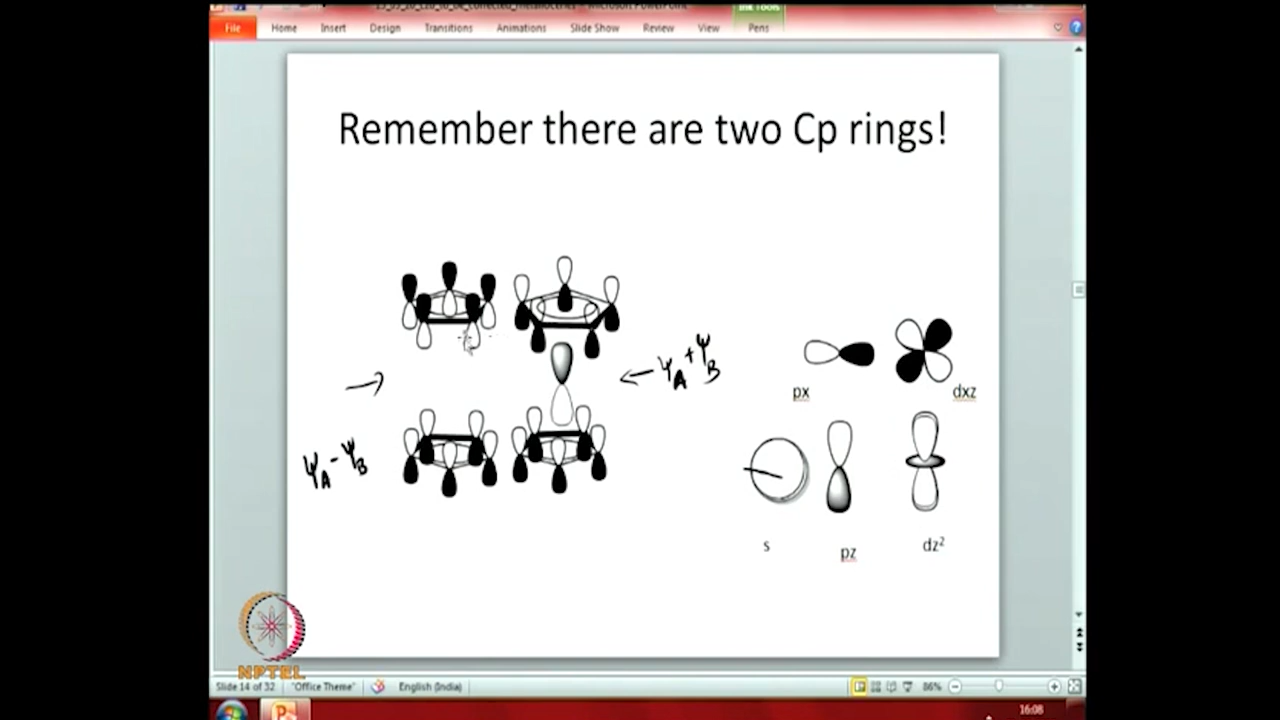 File Home Insert Design Transitions Animations Slide Show Review View Pens
Ink Tools
Remember there are two Cp rings!
ψA + ψB
ψA - ψB
px
dxz
s
pz
dz²
NPTEL
Slide 14 of 32 "Office Theme" English (India) 86%
16:08